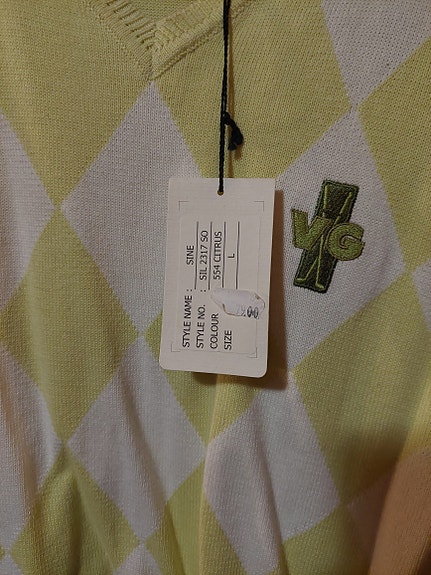 STYLE NAME : SINE
STYLE NO. : SIL 2317 SO
COLOUR 554 CITRUS
SIZE L
VG